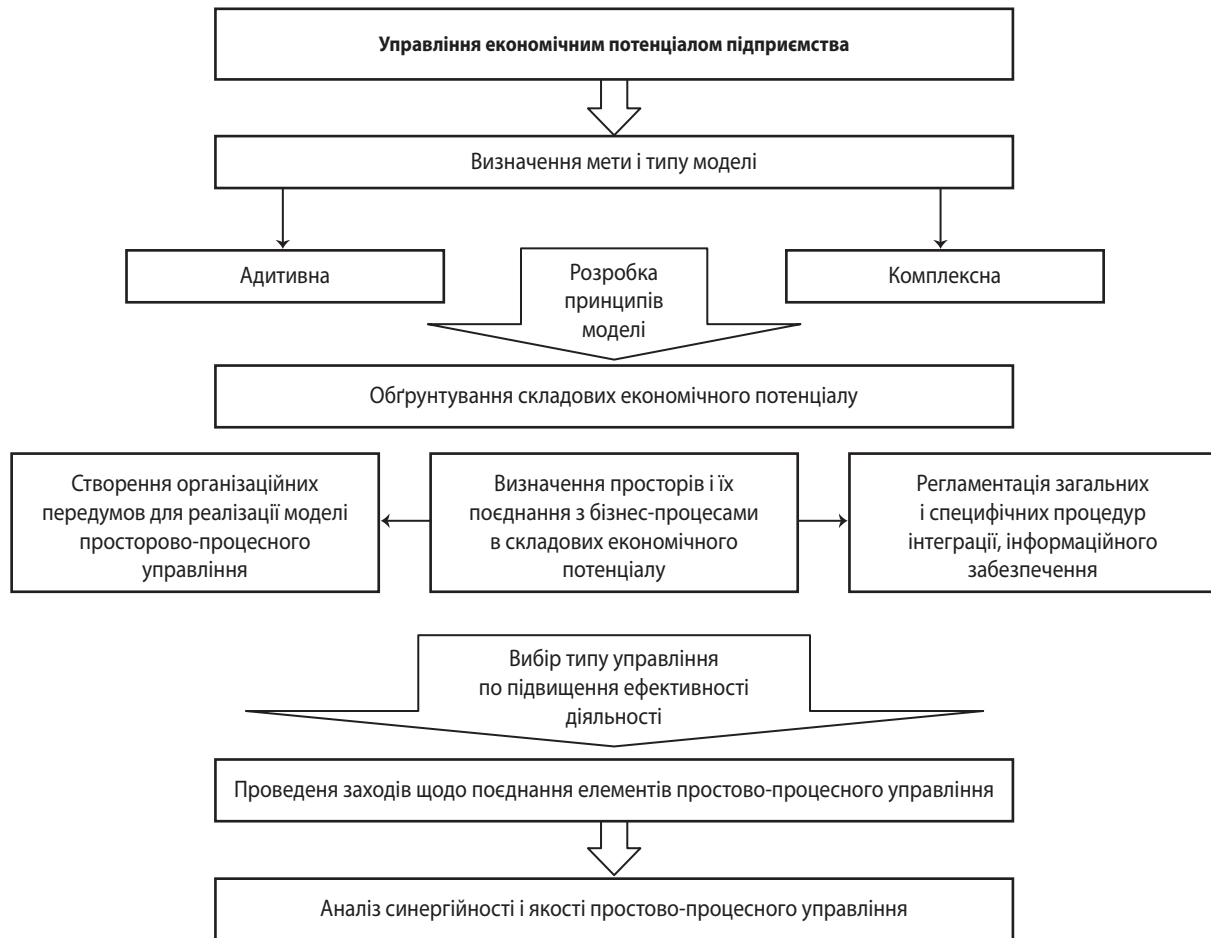 Управління економічним потенціалом підприємства
Визначення мети і типу моделі
Адитивна
Розробка
принципів
моделі
Комплексна
Обґрунтування складових економічного потенціалу
Створення організаційних
передумов для реалізації моделі
просторово-процесного
управління
Визначення просторів і їх
поєднання з бізнес-процесами
в складових економічного
потенціалу
Регламентація загальних
і специфічних процедур
інтеграції, інформаційного
забезпечення
Вибір типу управління
по підвищення ефективності
діяльності
Проведеня заходів щодо поєднання елементів простово-процесного управління
Аналіз синергійності і якості простово-процесного управління